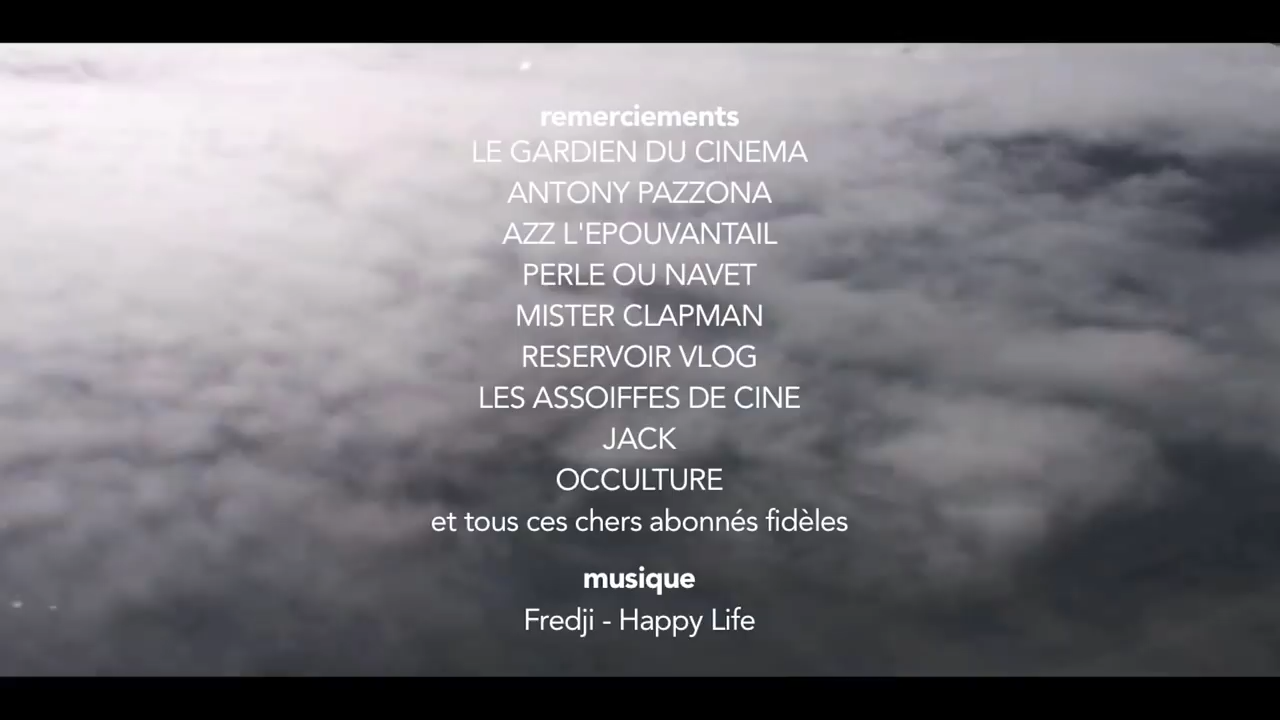 remerciements
LE GARDIEN DU CINEMA
ANTONY PAZZONA
AZZ L'EPOUVANTAIL
PERLE OU NAVET
MISTER CLAPMAN
RESERVOIR VLOG
LES ASSOIFFES DE CINE
JACK
OCCULTURE
et tous ces chers abonnés fidèles
musique
Fredji - Happy Life